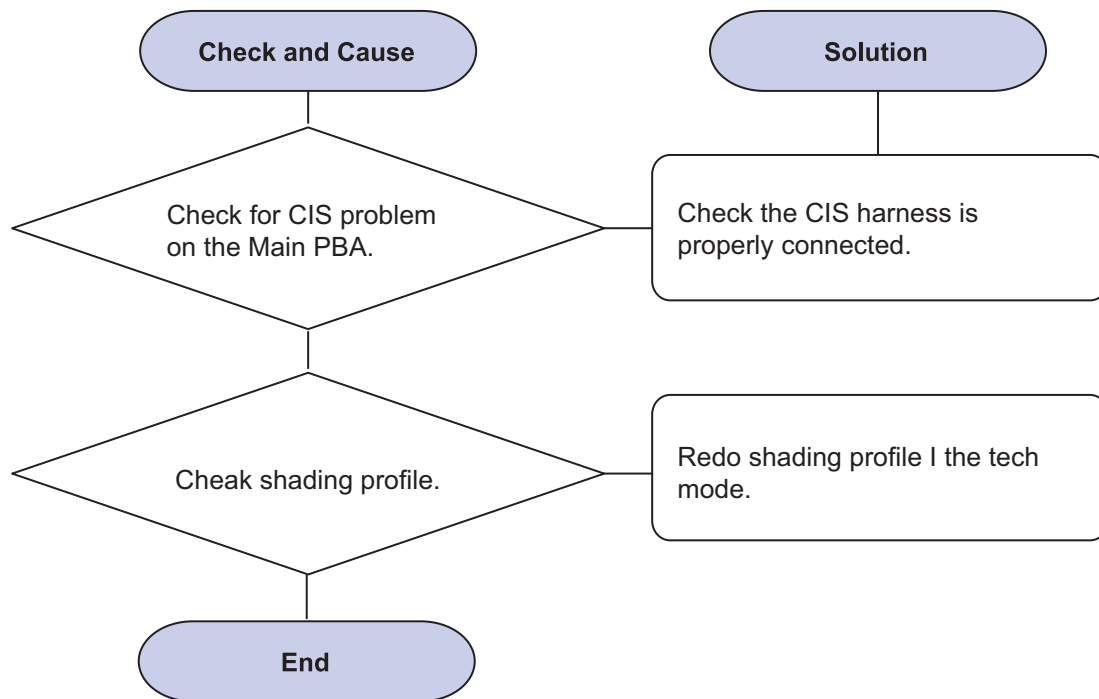 Check and Cause
Solution
Check for CIS problem
on the Main PBA.
Check the CIS harness is
properly connected.
Cheak shading profile.
Redo shading profile I the tech
mode.
End